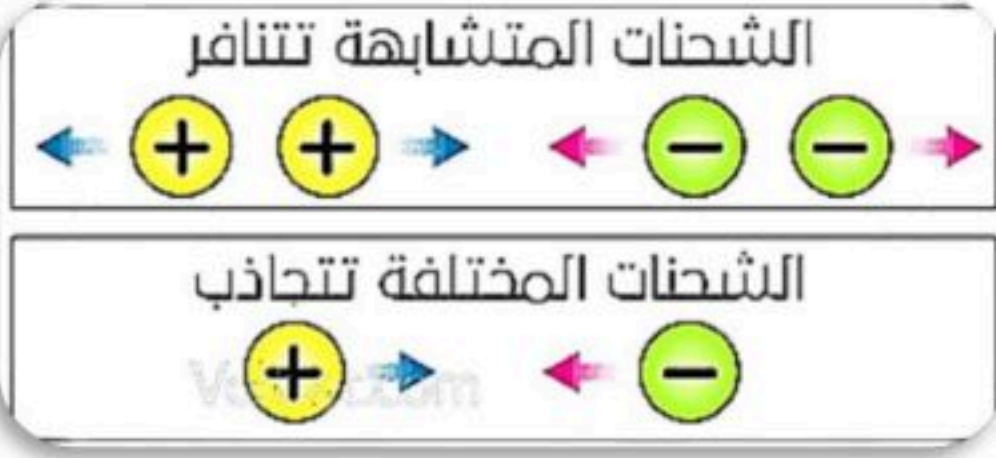 الشحنات المتشابهة تتنافر
+ + − −
الشحنات المختلفة تتجاذب
+ −